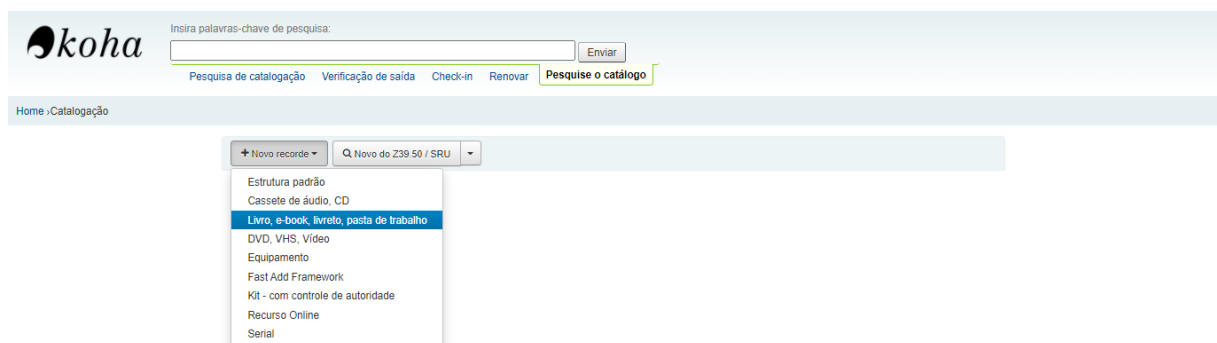 koha
Insira palavras-chave de pesquisa:
Enviar
Pesquisa de catalogação Verificação de saída Check-in Renovar Pesquise o catálogo
Home ›Catalogação
+ Novo recorde Novo do Z39.50 / SRU
Estrutura padrão
Cassete de áudio, CD
Livro, e-book, livreto, pasta de trabalho
DVD, VHS, Vídeo
Equipamento
Fast Add Framework
Kit - com controle de autoridade
Recurso Online
Serial